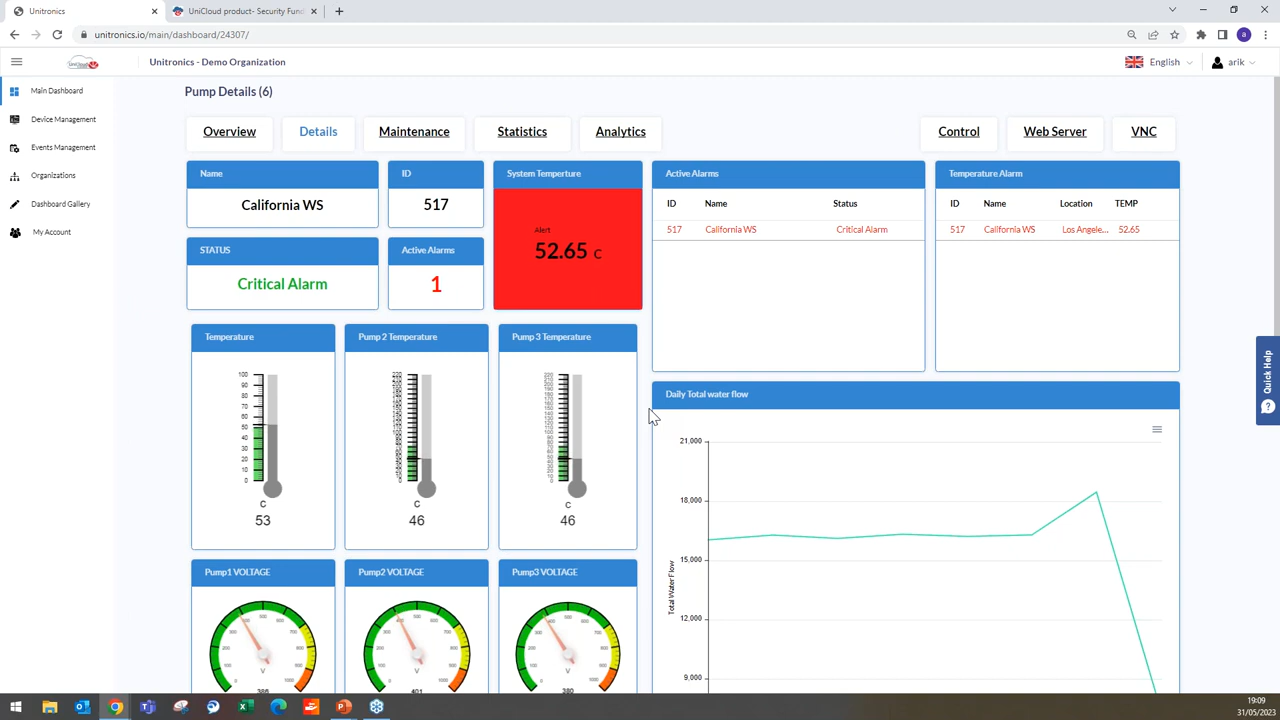 Unitronics
UniCloud product- Security Fund
unitronics.io/main/dashboard/24307/
a
UniCloud
Unitronics - Demo Organization
English
arik
Main Dashboard
Device Management
Events Management
Organizations
Dashboard Gallery
My Account
Pump Details (6)
Overview
Details
Maintenance
Statistics
Analytics
Control
Web Server
VNC
Name
California WS
ID
517
System Temperture
Alert
52.65 C
STATUS
Critical Alarm
Active Alarms
1
Active Alarms
ID Name Status
517 California WS Critical Alarm
Temperature Alarm
ID Name Location TEMP
517 California WS Los Angele... 52.65
Temperature
100
90
80
70
60
50
40
30
20
10
0
C
53
Pump 2 Temperature
C
46
Pump 3 Temperature
C
46
Daily Total water flow
21,000
18,000
15,000
12,000
9,000
Total Water Flow
Pump1 VOLTAGE
V
386
Pump2 VOLTAGE
V
401
Pump3 VOLTAGE
V
380
Quick Help
?
19:09
31/05/2023